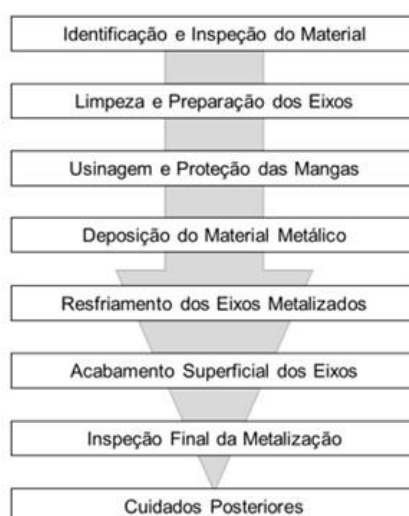 Identificação e Inspeção do Material
Limpeza e Preparação dos Eixos
Usinagem e Proteção das Mangas
Deposição do Material Metálico
Resfriamento dos Eixos Metalizados
Acabamento Superficial dos Eixos
Inspeção Final da Metalização
Cuidados Posteriores